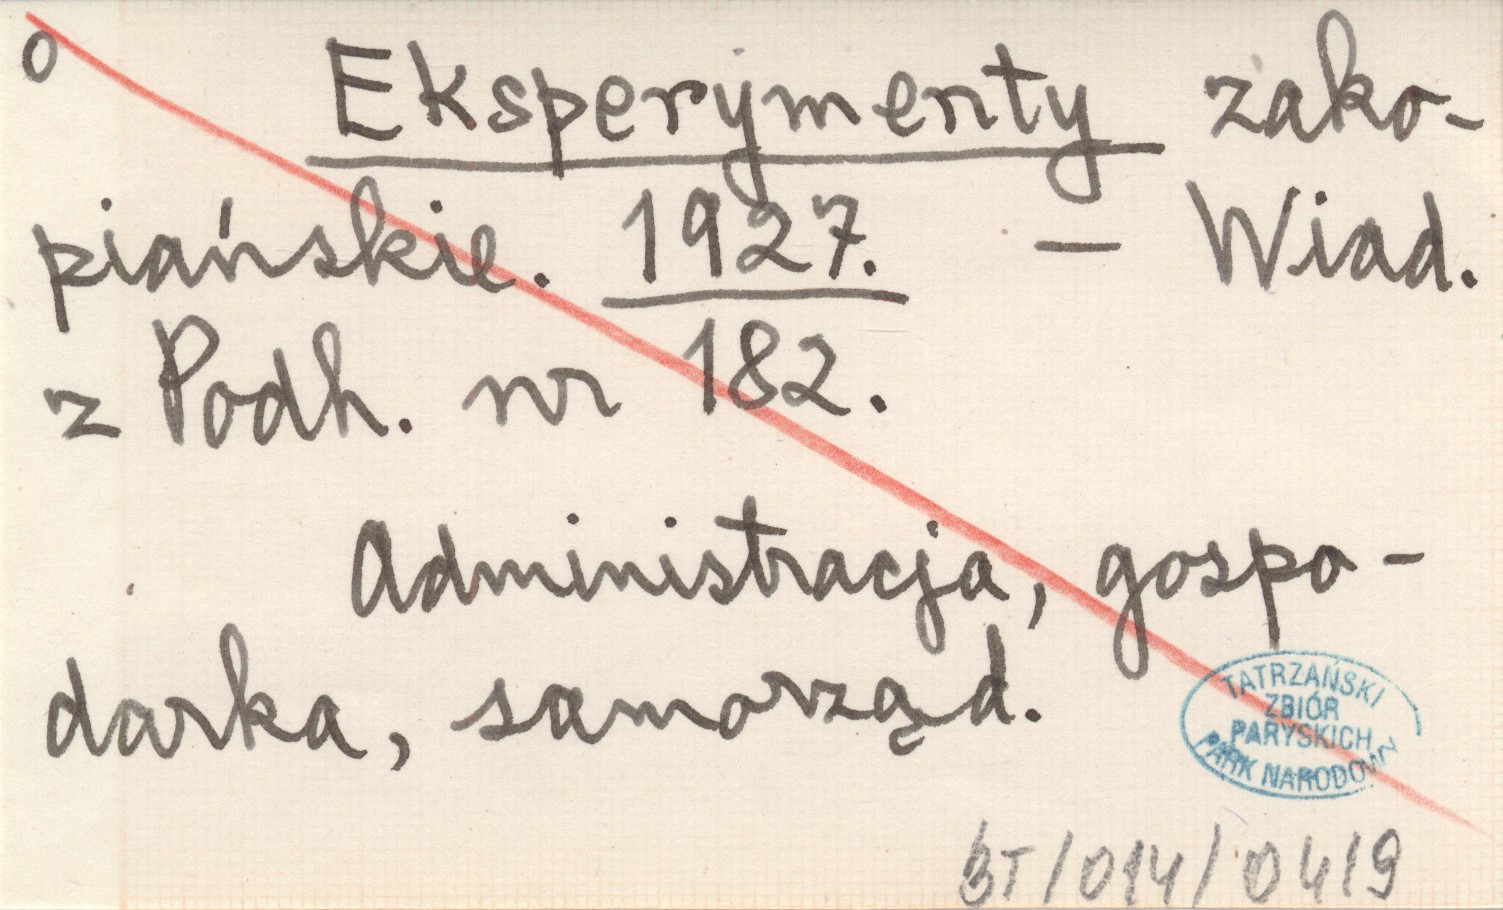 o
Eksperymenty zako-
piańskie. 1927. — Wiad.
z Podh. nr 182.
Administracja, gospo-
darka, samorząd.
TATRZAŃSKI
ZBIÓR
PARYSKICH
PARK NARODOWY
BT/014/0419